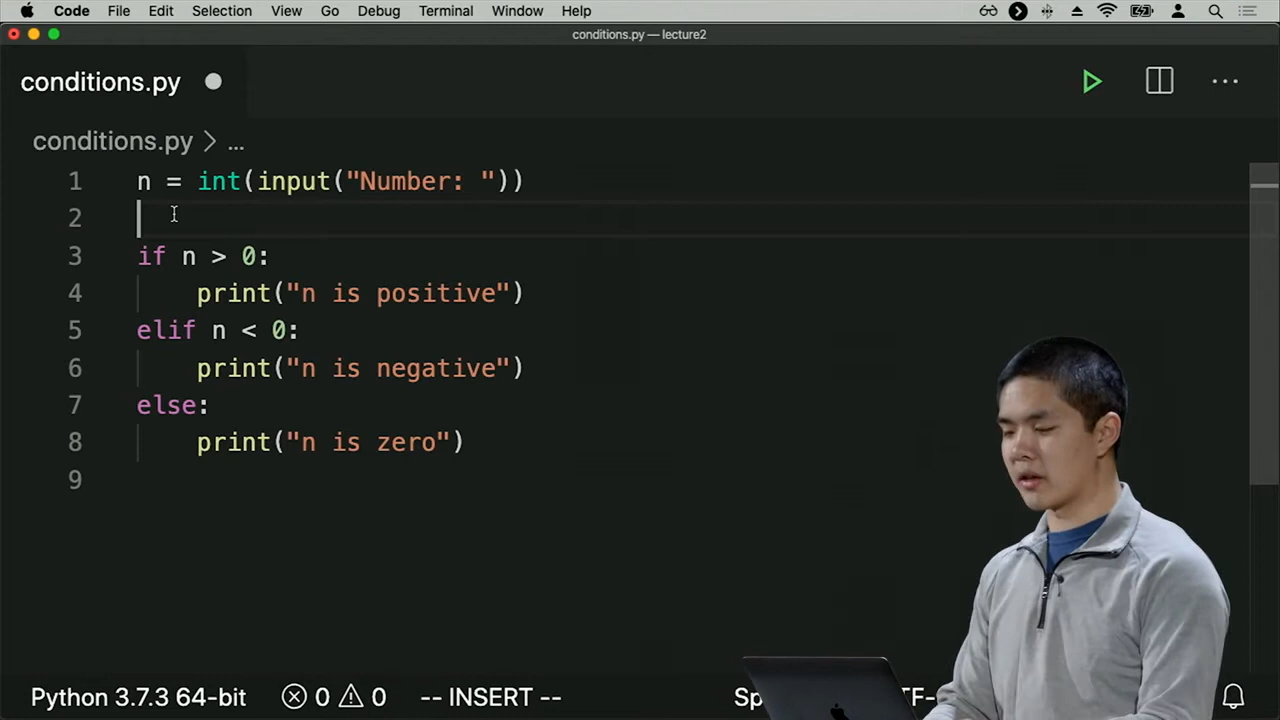 Code File Edit Selection View Go Debug Terminal Window Help
conditions.py — lecture2
conditions.py
conditions.py > ...
1 n = int(input("Number: "))
2
3 if n > 0:
4     print("n is positive")
5 elif n < 0:
6     print("n is negative")
7 else:
8     print("n is zero")
9
Python 3.7.3 64-bit 0 0 -- INSERT --